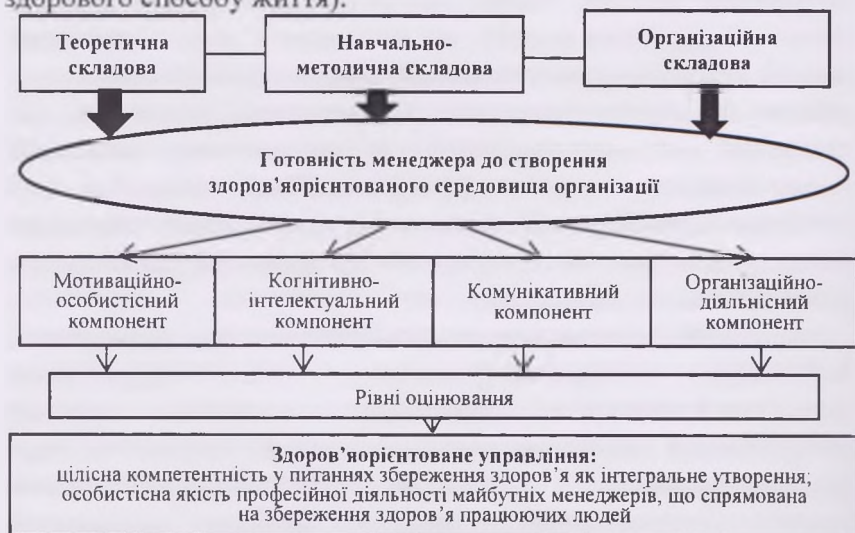 здорового способу життя).
Теоретична
складова
Навчально-
методична складова
Організаційна
складова
Готовність менеджера до створення
здоров’яорієнтованого середовища організації
Мотиваційно-
особистісний
компонент
Когнітивно-
інтелектуальний
компонент
Комунікативний
компонент
Організаційно-
діяльнісний
компонент
Рівні оцінювання
Здоров’яорієнтоване управління:
цілісна компетентність у питаннях збереження здоров’я як інтегральне утворення;
особистісна якість професійної діяльності майбутніх менеджерів, що спрямована
на збереження здоров’я працюючих людей